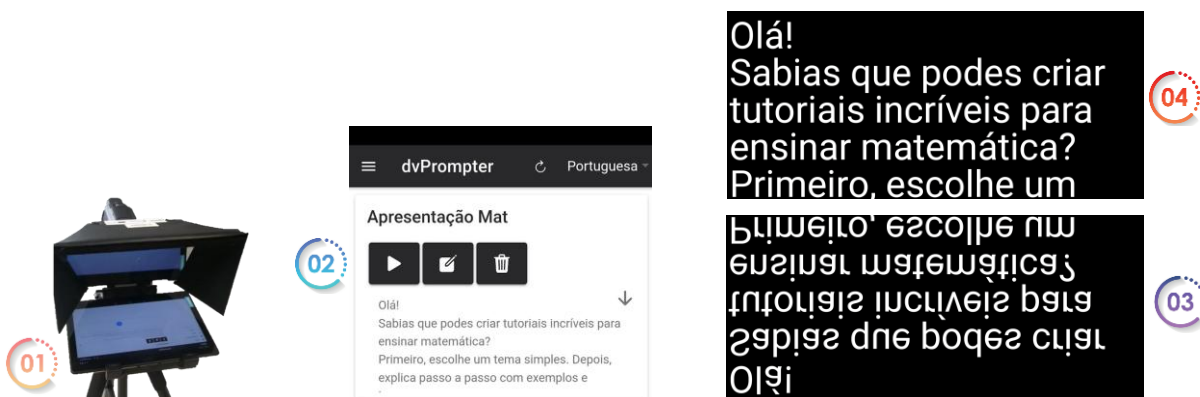 01
02
dvPrompter
Portuguesa
Apresentação Mat
Olá!
Sabias que podes criar tutoriais incríveis para
ensinar matemática?
Primeiro, escolhe um tema simples. Depois,
explica passo a passo com exemplos e
Olá!
Sabias que podes criar
tutoriais incríveis para
ensinar matemática?
Primeiro, escolhe um
04
Primeiro, escolhe um
ensinar matemática?
tutoriais incríveis para
Sabias que podes criar
Olá!
03